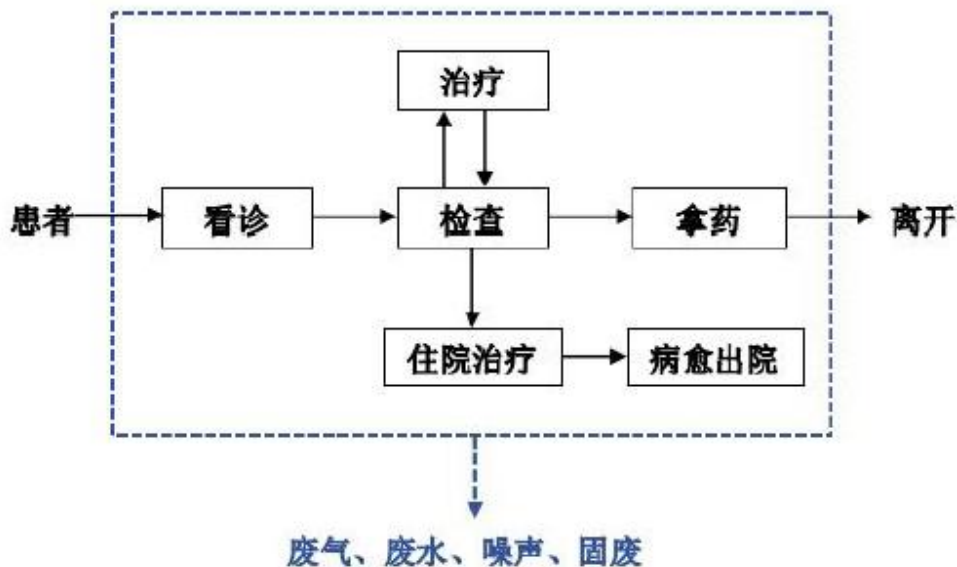 治疗
患者
看诊
检查
拿药
离开
住院治疗
病愈出院
废气、废水、噪声、固废